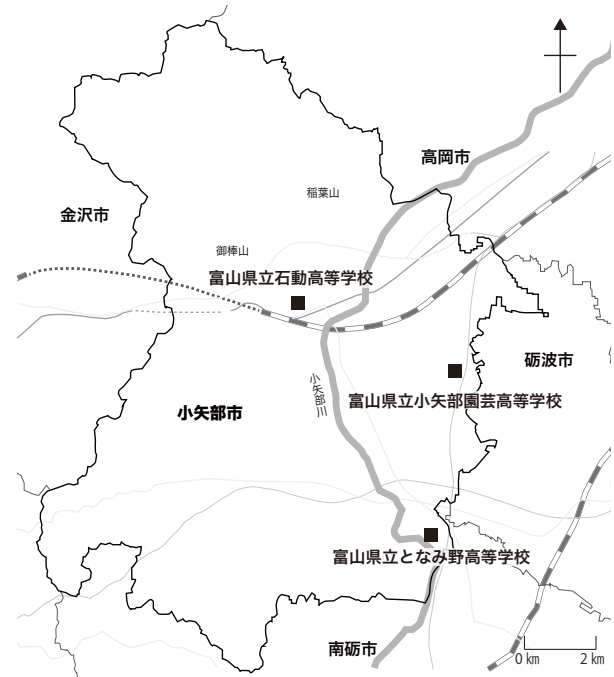 高岡市
稲葉山
金沢市
御棒山
富山県立石動高等学校
砺波市
小矢部川
富山県立小矢部園芸高等学校
小矢部市
富山県立となみ野高等学校
南砺市
0 km
2 km